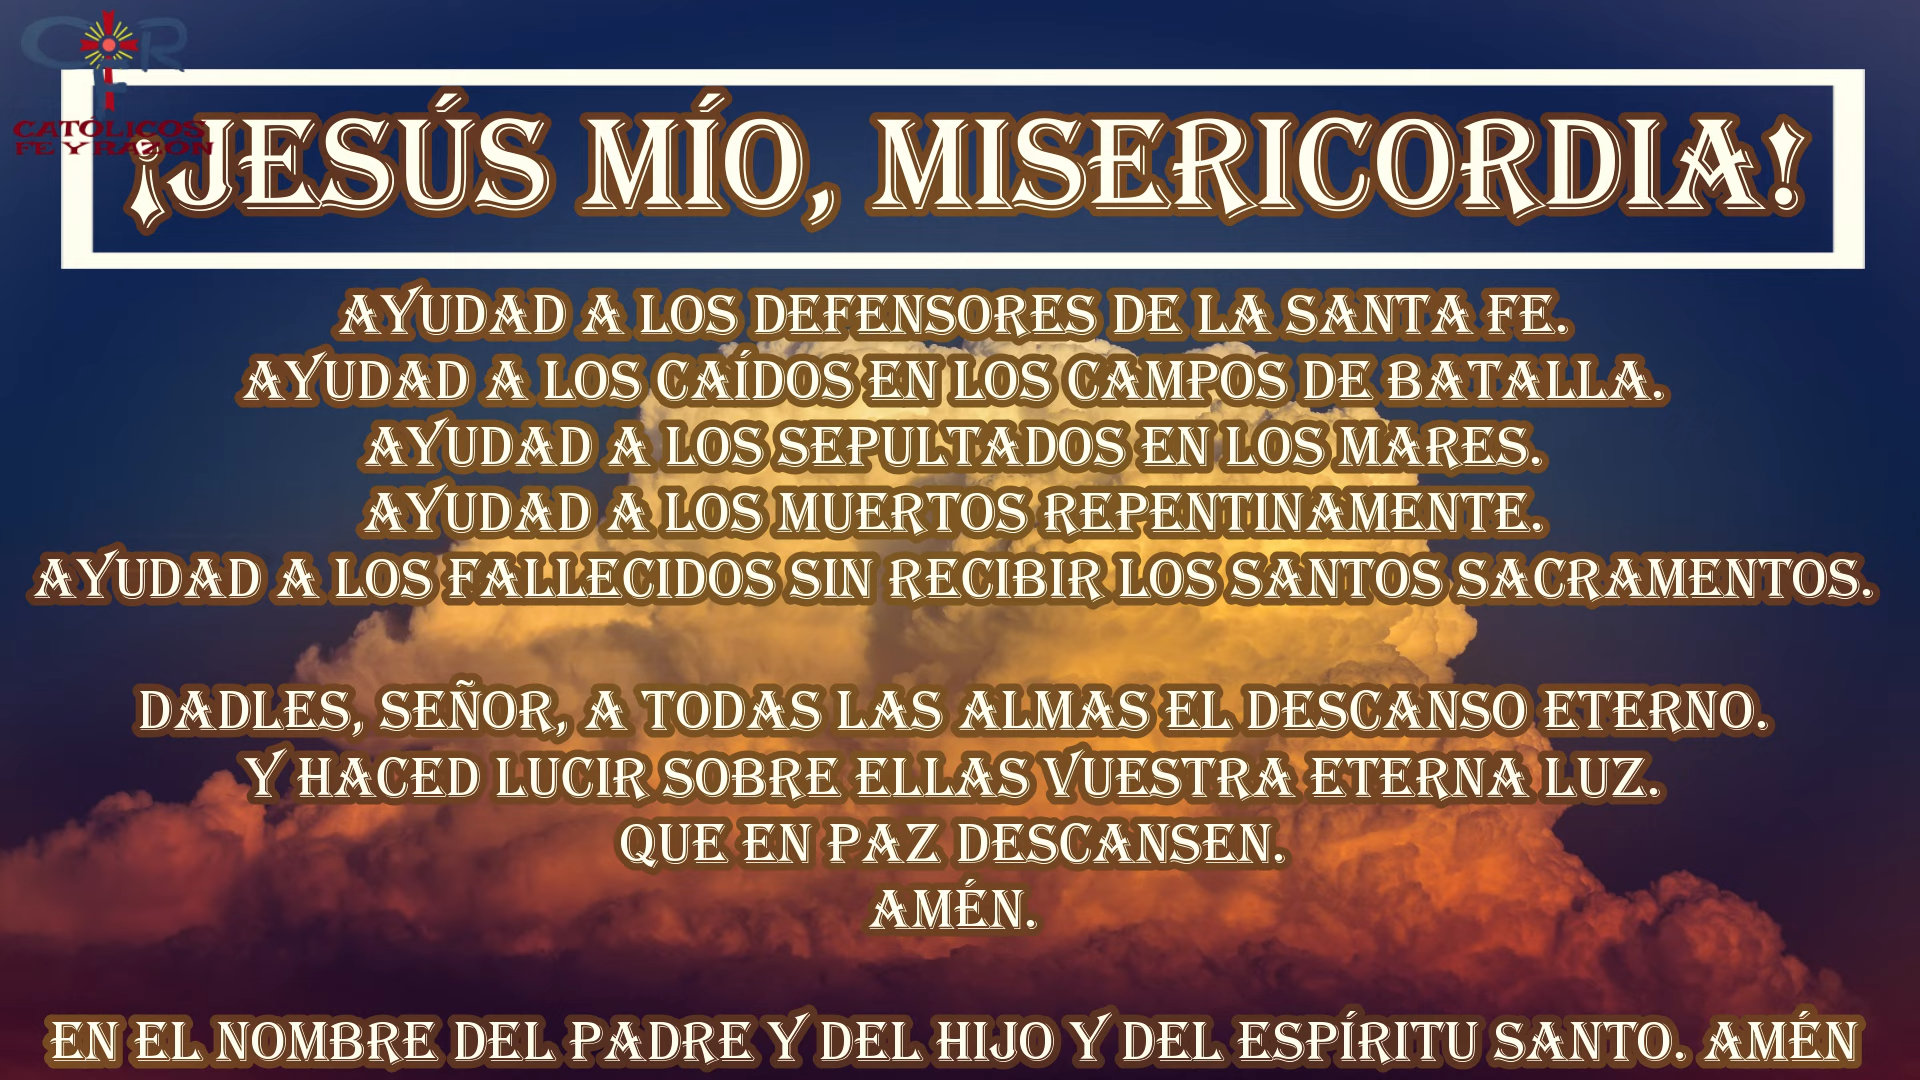 CFR
CATÓLICOS
FE Y RAZÓN
¡JESÚS MÍO, MISERICORDIA!
AYUDAD A LOS DEFENSORES DE LA SANTA FE.
AYUDAD A LOS CAÍDOS EN LOS CAMPOS DE BATALLA.
AYUDAD A LOS SEPULTADOS EN LOS MARES.
AYUDAD A LOS MUERTOS REPENTINAMENTE.
AYUDAD A LOS FALLECIDOS SIN RECIBIR LOS SANTOS SACRAMENTOS.
DADLES, SEÑOR, A TODAS LAS ALMAS EL DESCANSO ETERNO.
Y HACED LUCIR SOBRE ELLAS VUESTRA ETERNA LUZ.
QUE EN PAZ DESCANSEN.
AMÉN.
EN EL NOMBRE DEL PADRE Y DEL HIJO Y DEL ESPÍRITU SANTO. AMÉN